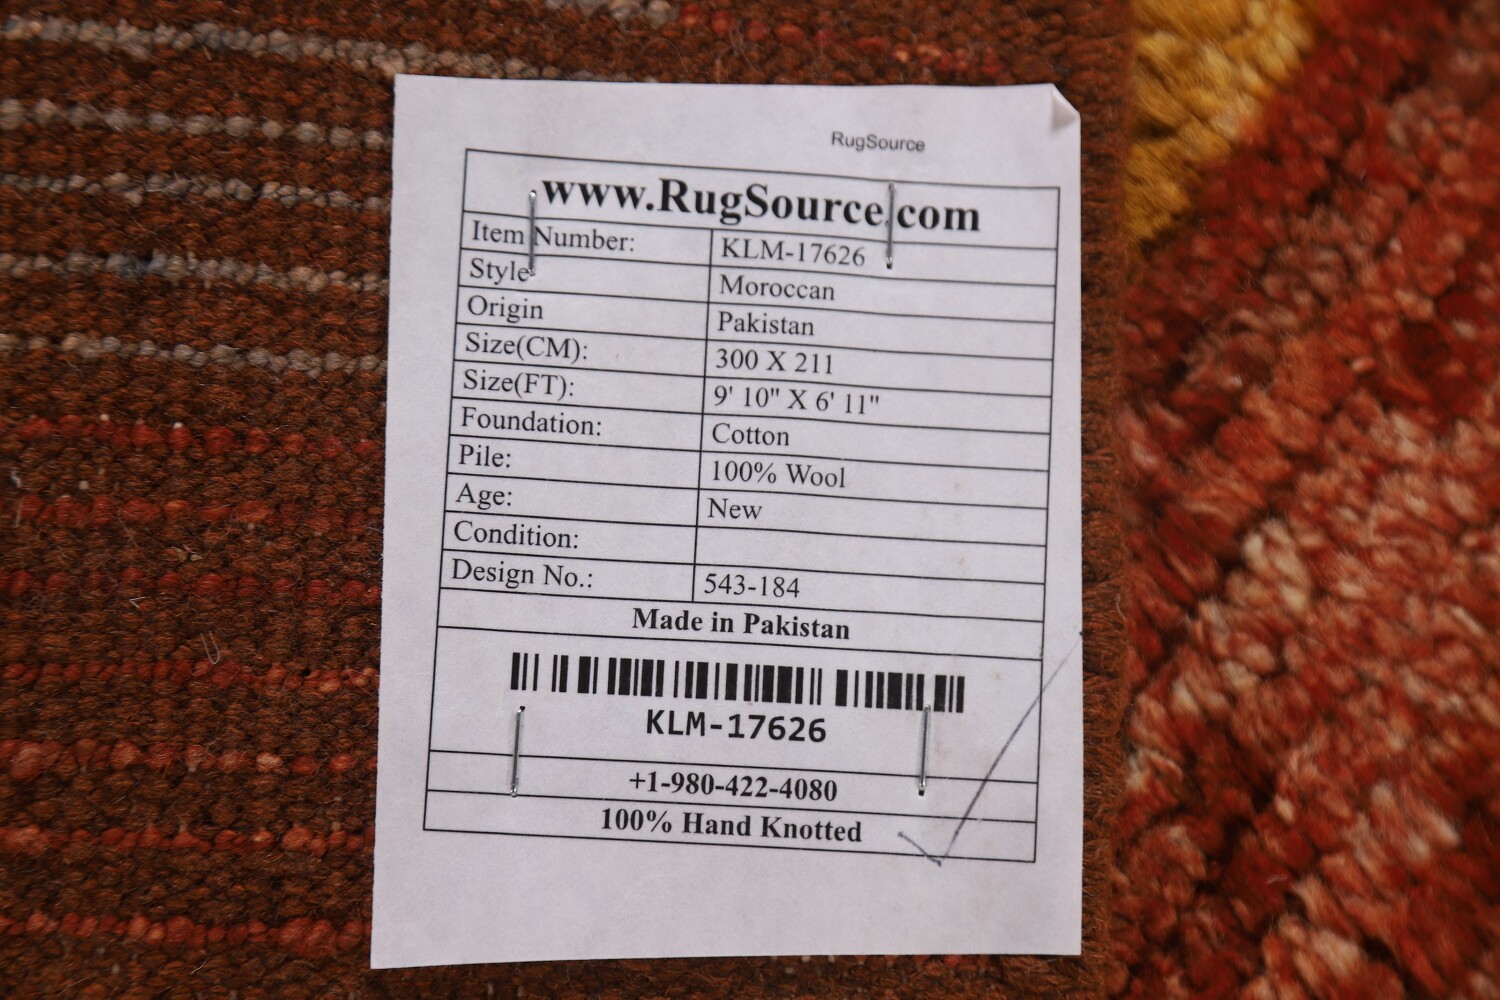 RugSource
www.RugSource.com
Item Number: KLM-17626
Style Moroccan
Origin Pakistan
Size(CM): 300 X 211
Size(FT): 9' 10" X 6' 11"
Foundation: Cotton
Pile: 100% Wool
Age: New
Condition:
Design No.: 543-184
Made in Pakistan
KLM-17626
+1-980-422-4080
100% Hand Knotted